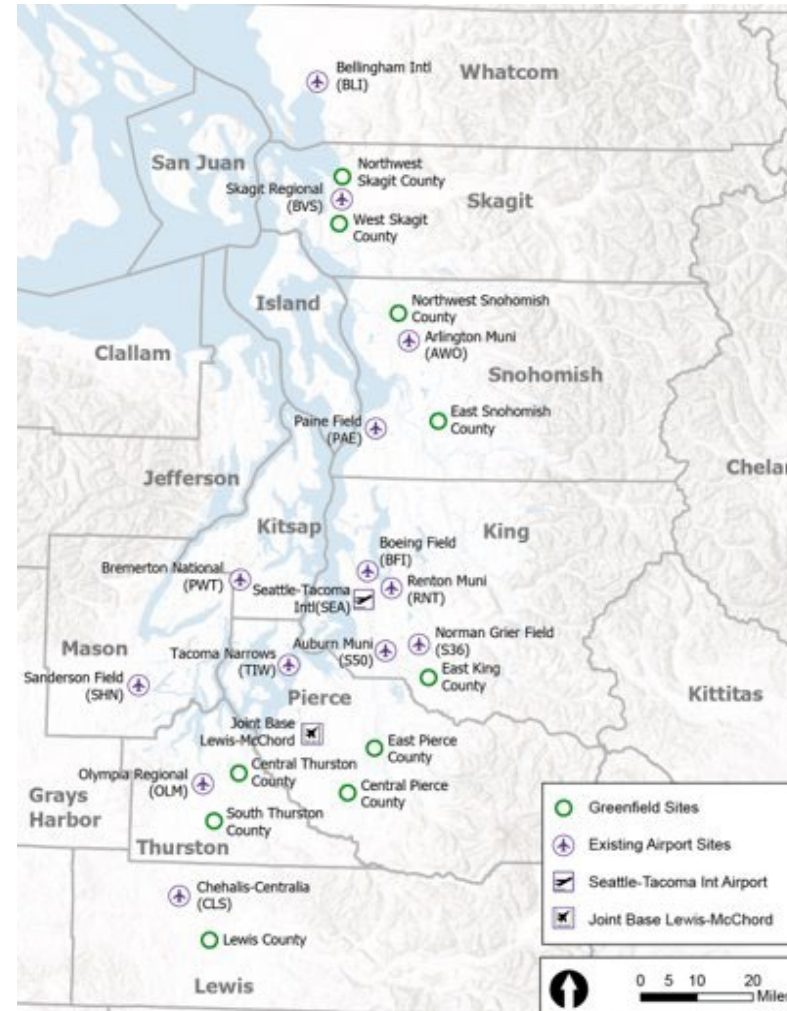 Bellingham Intl
(BLI)
Whatcom
San Juan
Northwest
Skagit County
Skagit Regional
(BVS)
Skagit
West Skagit
County
Island
Northwest Snohomish
County
Clallam
Arlington Muni
(AWO)
Snohomish
Paine Field
(PAE)
East Snohomish
County
Chelan
Jefferson
Kitsap
King
Boeing Field
(BFI)
Bremerton National
(PWT)
Renton Muni
(RNT)
Seattle-Tacoma
Intl(SEA)
Mason
Tacoma Narrows
(TIW)
Auburn Muni
(S50)
Norman Grier Field
(S36)
East King
County
Sanderson Field
(SHN)
Pierce
Kittitas
Joint Base
Lewis-McChord
East Pierce
County
Central Thurston
County
Olympia Regional
(OLM)
Central Pierce
County
Grays
Harbor
South Thurston
County
Thurston
Chehalis-Centralia
(CLS)
Lewis County
Lewis
Greenfield Sites
Existing Airport Sites
Seattle-Tacoma Int Airport
Joint Base Lewis-McChord
0 5 10 20
Miles